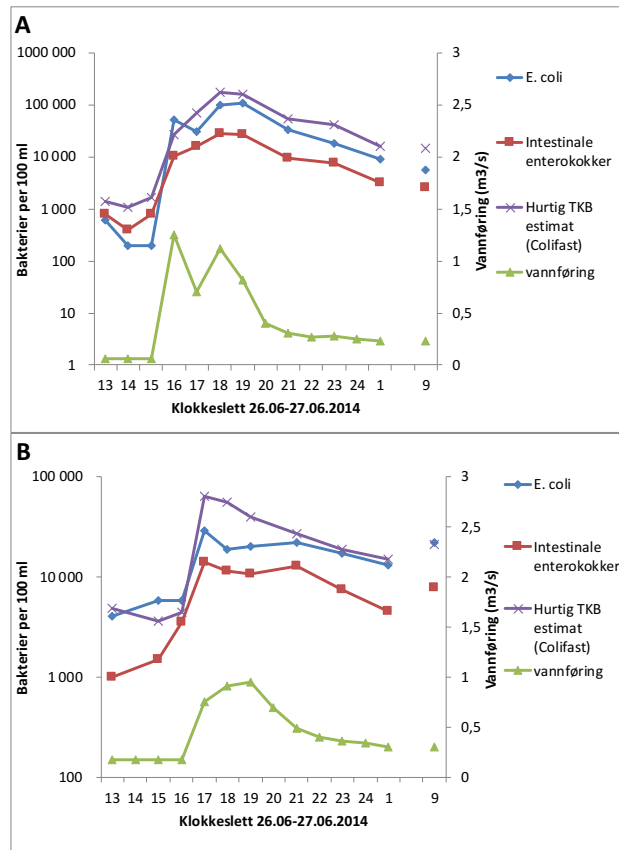 A
1000 000
100 000
10 000
1 000
100
10
1
Bakterier per 100 ml
3
2,5
2
1,5
1
0,5
0
Vannføring (m3/s)
13 14 15 16 17 18 19 20 21 22 23 24 1 9
Klokkeslett 26.06-27.06.2014
E. coli
Intestinale
enterokokker
Hurtig TKB
estimat
(Colifast)
vannføring
B
100 000
10 000
1 000
100
Bakterier per 100 ml
3
2,5
2
1,5
1
0,5
0
Vannføring (m3/s)
13 14 15 16 17 18 19 20 21 22 23 24 1 9
Klokkeslett 26.06-27.06.2014
E. coli
Intestinale
enterokokker
Hurtig TKB
estimat
(Colifast)
vannføring